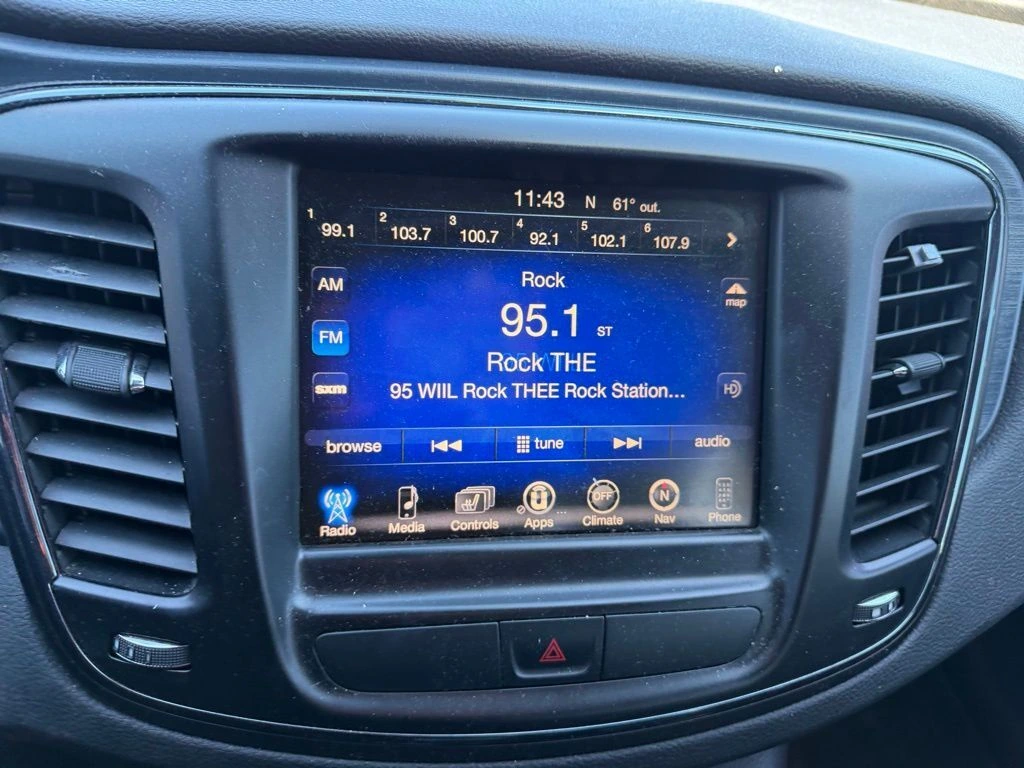 11:43 N 61° out.
1 99.1 2 103.7 3 100.7 4 92.1 5 102.1 6 107.9
AM
Rock
map
FM
95.1 ST
Rock THE
sxm
95 WIIL Rock THEE Rock Station...
HD
browse tune audio
Radio Media Controls Apps OFF Climate N Nav Phone